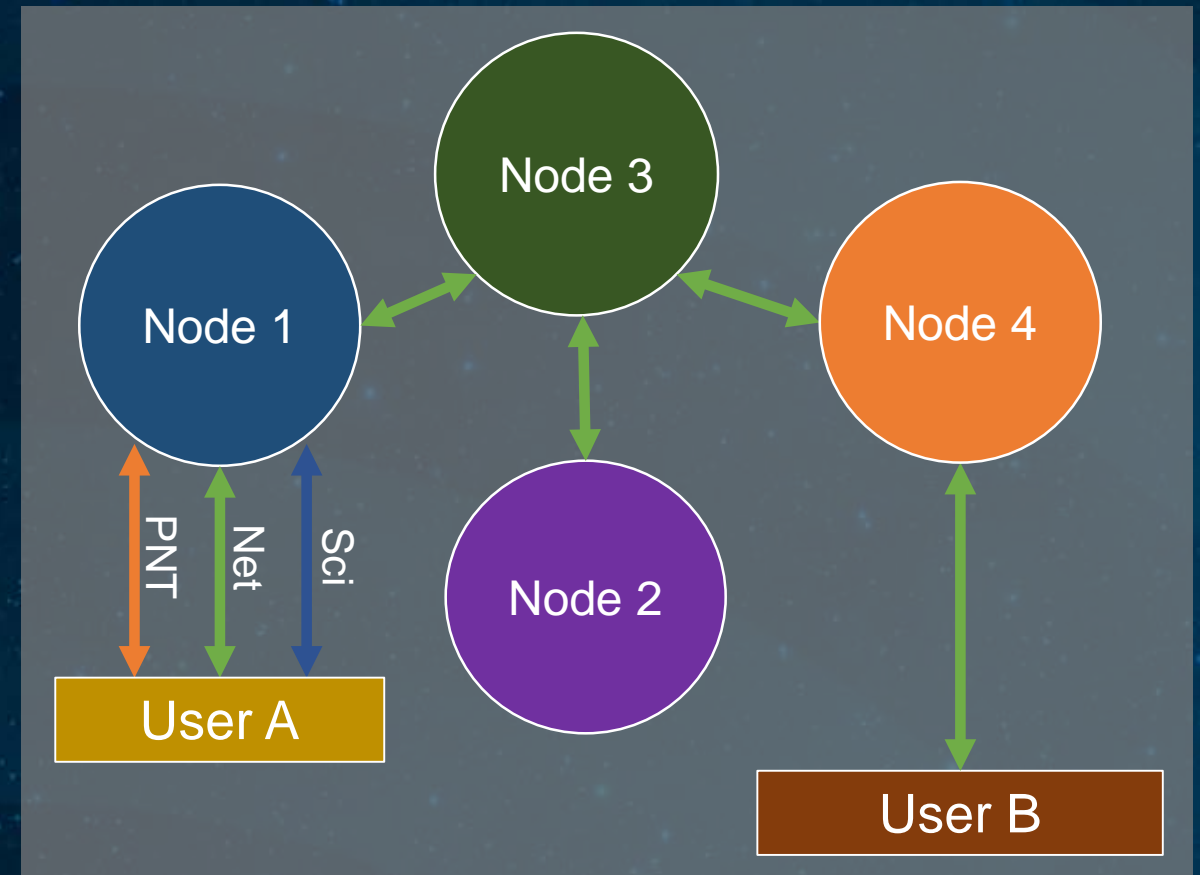 Node 3
Node 1
Node 4
PNT
Net
Sci
Node 2
User A
User B